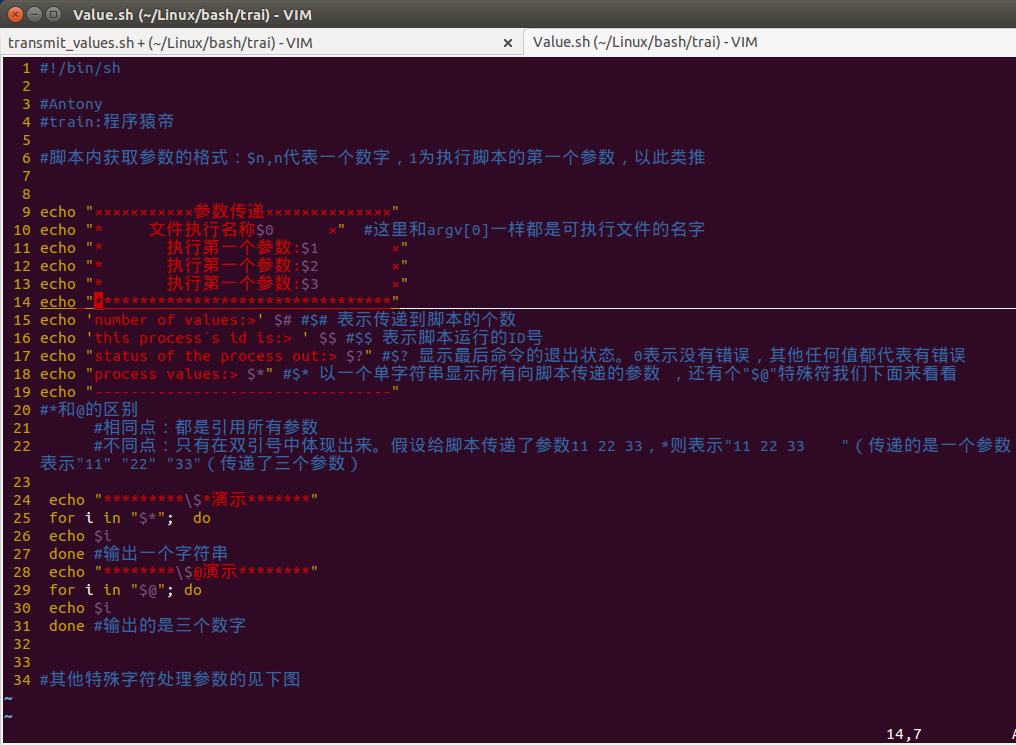 Value.sh (~/Linux/bash/trai) - VIM
transmit_values.sh + (~/Linux/bash/trai) - VIM × Value.sh (~/Linux/bash/trai) - VIM
1 #!/bin/sh
2
3 #Antony
4 #train:程序猿帝
5
6 #脚本内获取参数的格式：$n,n代表一个数字，1为执行脚本的第一个参数，以此类推
7
8
9 echo "×××××××××××参数传递××××××××××××××"
10 echo "*     文件执行名称$0      ×"  #这里和argv[0]一样都是可执行文件的名字
11 echo "*       执行第一个参数:$1        ×"
12 echo "*       执行第一个参数:$2        ×"
13 echo "*       执行第一个参数:$3        ×"
14 echo "*********************************"
15 echo 'number of values:>' $# #$# 表示传递到脚本的个数
16 echo 'this process`s id is:> ' $$ #$$ 表示脚本运行的ID号
17 echo "status of the process out:> $?" #$? 显示最后命令的退出状态。0表示没有错误，其他任何值都代表有错误
18 echo "process values:> $*" #$* 以一个单字符串显示所有向脚本传递的参数 ，还有个"$@"特殊符我们下面来看看
19 echo "---------------------------------"
20 #*和@的区别
21       #相同点：都是引用所有参数
22       #不同点：只有在双引号中体现出来。假设给脚本传递了参数11 22 33，*则表示"11 22 33    "（传递的是一个参数
表示"11" "22" "33"（传递了三个参数）
23
24  echo "*********\$*演示*******"
25  for i in "$*";  do
26  echo $i
27  done #输出一个字符串
28  echo "********\$@演示********"
29  for i in "$@"; do
30  echo $i
31  done #输出的是三个数字
32
33
34 #其他特殊字符处理参数的见下图
~
~
14,7